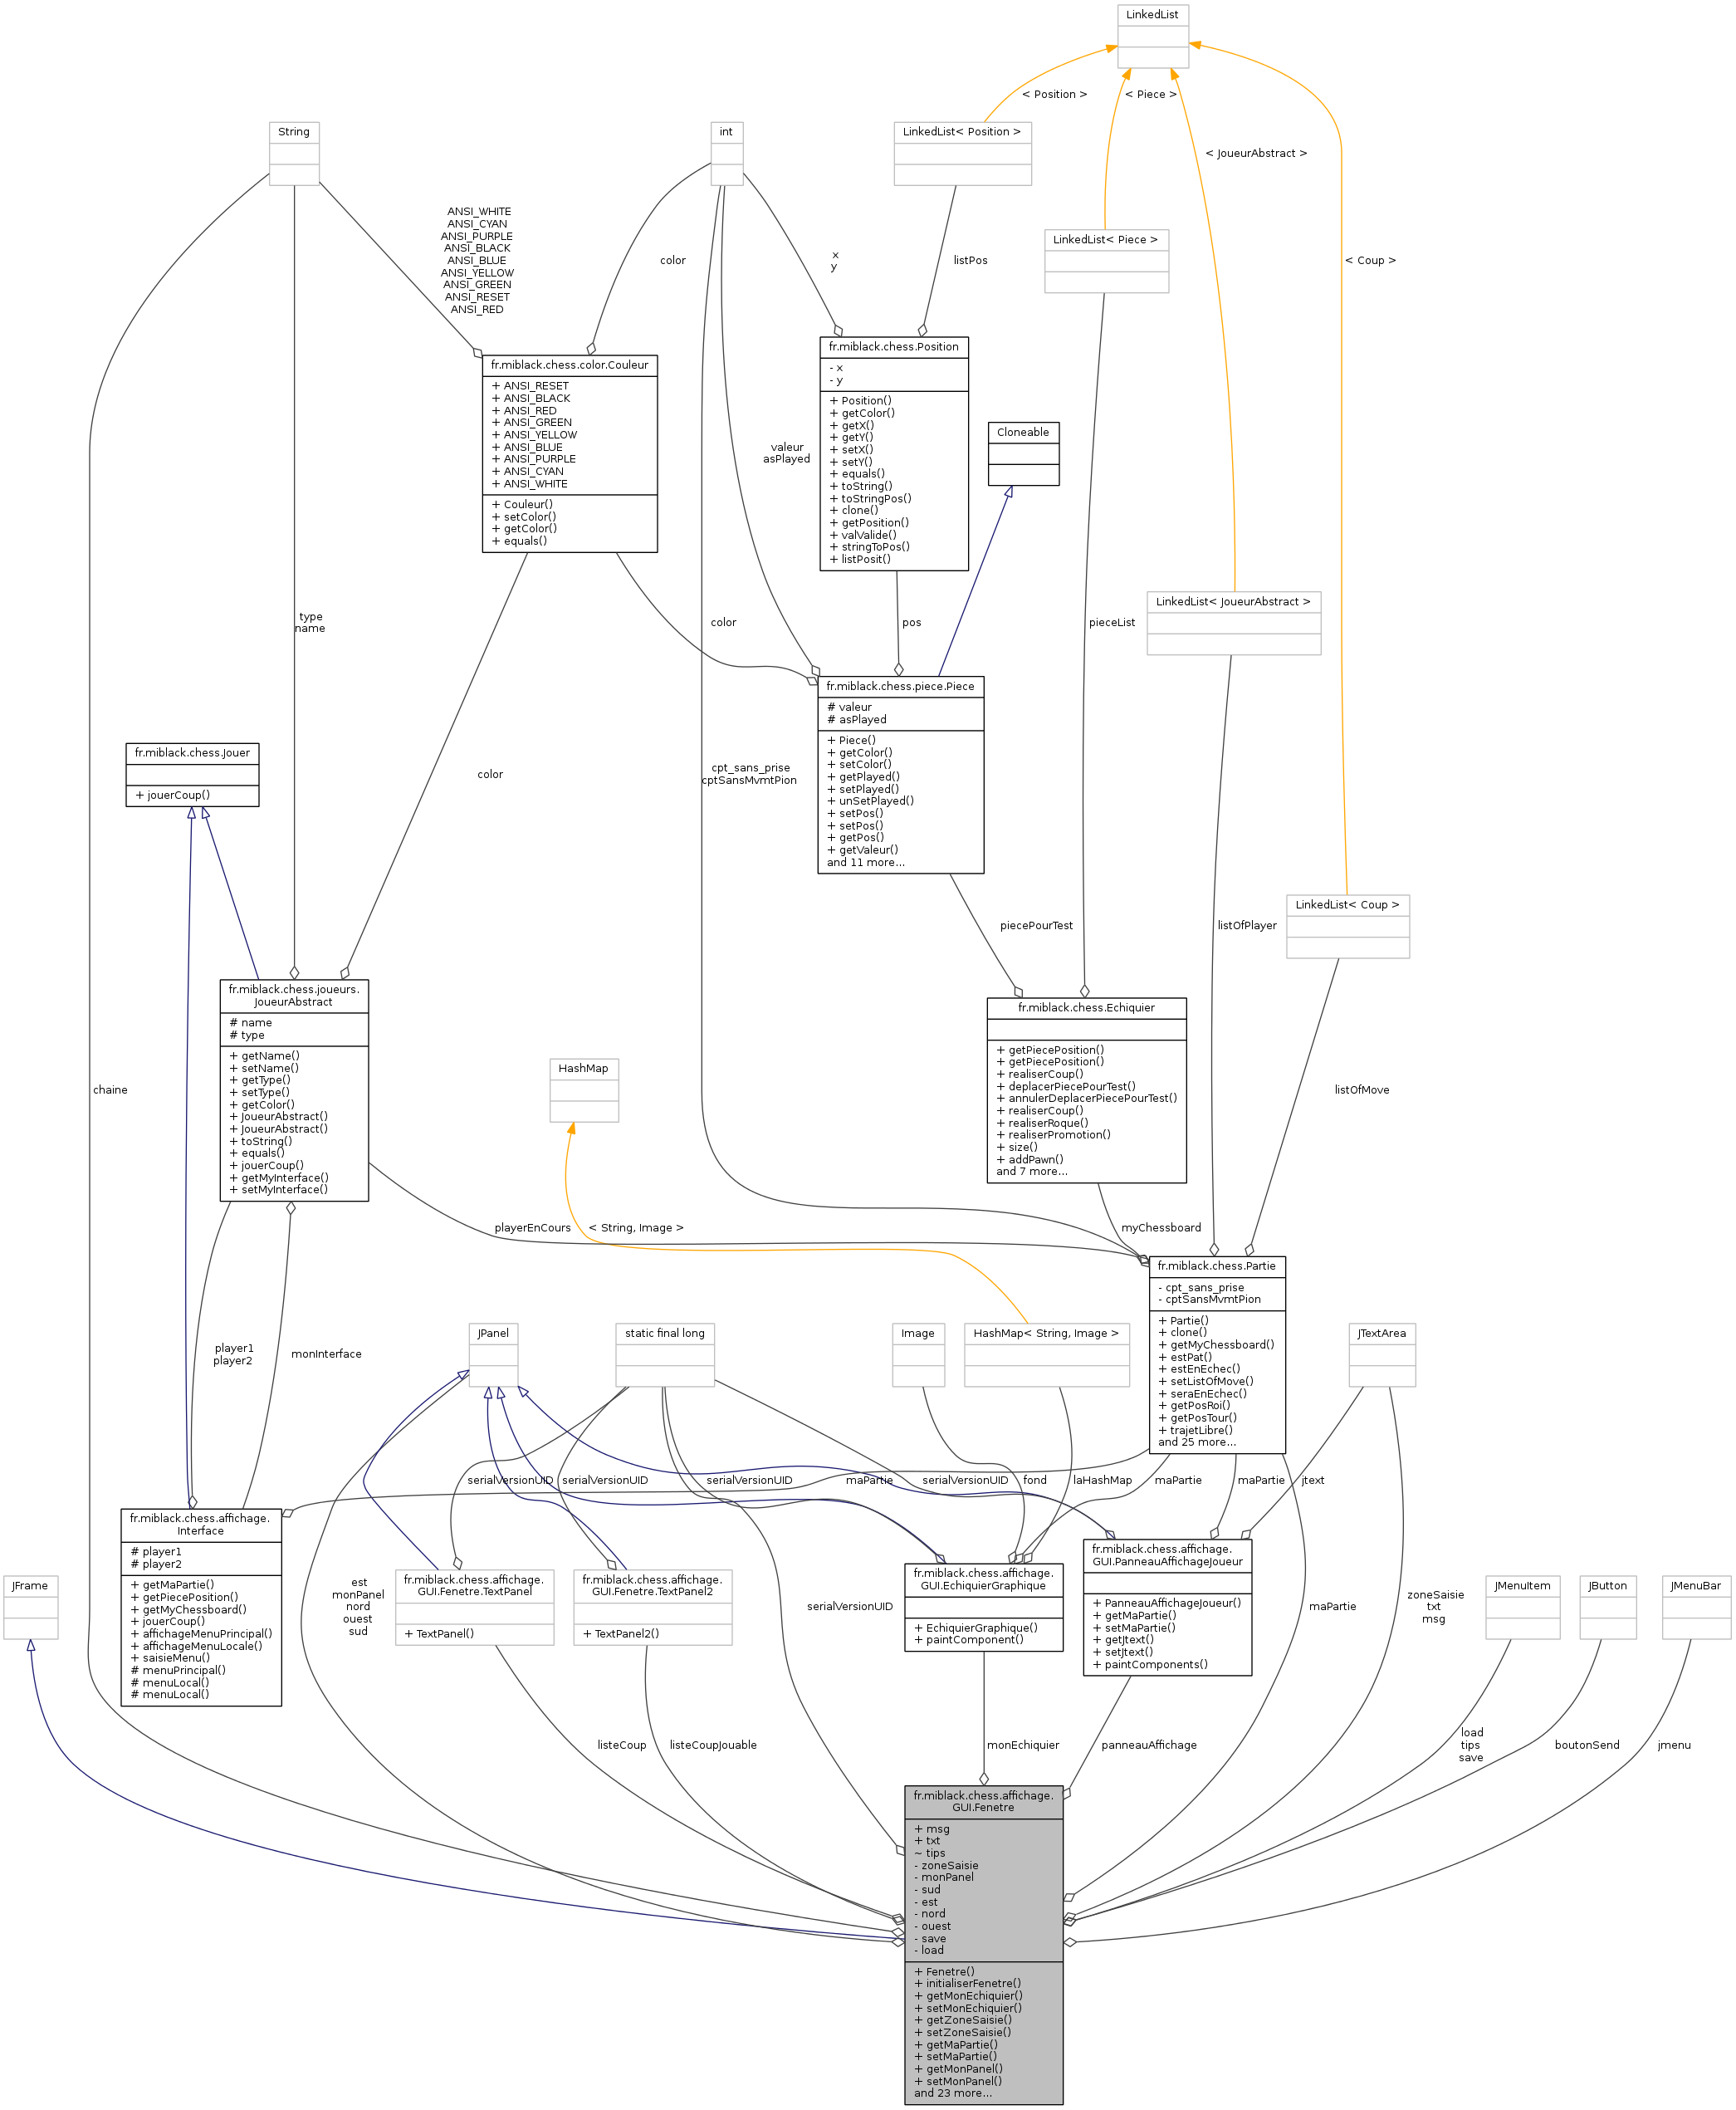 LinkedList
< Position >
< Piece >
String
int
LinkedList< Position >
< JoueurAbstract >
ANSI_WHITE
ANSI_CYAN
ANSI_PURPLE
ANSI_BLACK
ANSI_BLUE
ANSI_YELLOW
ANSI_GREEN
ANSI_RESET
ANSI_RED
color
x
y
listPos
LinkedList< Piece >
< Coup >
fr.miblack.chess.color.Couleur
+ ANSI_RESET
+ ANSI_BLACK
+ ANSI_RED
+ ANSI_GREEN
+ ANSI_YELLOW
+ ANSI_BLUE
+ ANSI_PURPLE
+ ANSI_CYAN
+ ANSI_WHITE
+ Couleur()
+ setColor()
+ getColor()
+ equals()
valeur
asPlayed
fr.miblack.chess.Position
- x
- y
+ Position()
+ getColor()
+ getX()
+ getY()
+ setX()
+ setY()
+ equals()
+ toString()
+ toStringPos()
+ clone()
+ getPosition()
+ valValide()
+ stringToPos()
+ listPosit()
Cloneable
type
name
color
pos
pieceList
LinkedList< JoueurAbstract >
fr.miblack.chess.piece.Piece
# valeur
# asPlayed
+ Piece()
+ getColor()
+ setColor()
+ getPlayed()
+ setPlayed()
+ unSetPlayed()
+ setPos()
+ setPos()
+ getPos()
+ getValeur()
and 11 more...
fr.miblack.chess.Jouer
+ jouerCoup()
color
cpt_sans_prise
cptSansMvmtPion
piecePourTest
listOfPlayer
LinkedList< Coup >
fr.miblack.chess.joueurs.
JoueurAbstract
# name
# type
+ getName()
+ setName()
+ getType()
+ setType()
+ getColor()
+ JoueurAbstract()
+ JoueurAbstract()
+ toString()
+ equals()
+ jouerCoup()
+ getMyInterface()
+ setMyInterface()
HashMap
fr.miblack.chess.Echiquier
+ getPiecePosition()
+ getPiecePosition()
+ realiserCoup()
+ deplacerPiecePourTest()
+ annulerDeplacerPiecePourTest()
+ realiserCoup()
+ realiserRoque()
+ realiserPromotion()
+ size()
+ addPawn()
and 7 more...
chaine
listOfMove
playerEnCours
< String, Image >
myChessboard
fr.miblack.chess.Partie
- cpt_sans_prise
- cptSansMvmtPion
+ Partie()
+ clone()
+ getMyChessboard()
+ estPat()
+ estEnEchec()
+ setListOfMove()
+ seraEnEchec()
+ getPosRoi()
+ getPosTour()
+ trajetLibre()
and 25 more...
player1
player2
monInterface
JPanel
static final long
Image
HashMap< String, Image >
JTextArea
serialVersionUID
serialVersionUID
serialVersionUID
maPartie
serialVersionUID
fond
laHashMap
maPartie
maPartie
jtext
fr.miblack.chess.affichage.
Interface
# player1
# player2
+ getMaPartie()
+ getPiecePosition()
+ getMyChessboard()
+ jouerCoup()
+ affichageMenuPrincipal()
+ affichageMenuLocale()
+ saisieMenu()
# menuPrincipal()
# menuLocal()
# menuLocal()
JFrame
est
monPanel
nord
ouest
sud
fr.miblack.chess.affichage.
GUI.Fenetre.TextPanel
+ TextPanel()
fr.miblack.chess.affichage.
GUI.Fenetre.TextPanel2
+ TextPanel2()
serialVersionUID
fr.miblack.chess.affichage.
GUI.EchiquierGraphique
+ EchiquierGraphique()
+ paintComponent()
fr.miblack.chess.affichage.
GUI.PanneauAffichageJoueur
+ PanneauAffichageJoueur()
+ getMaPartie()
+ setMaPartie()
+ getJtext()
+ setJtext()
+ paintComponents()
maPartie
zoneSaisie
txt
msg
JMenuItem
JButton
JMenuBar
listeCoup
listeCoupJouable
monEchiquier
panneauAffichage
load
tips
save
boutonSend
jmenu
fr.miblack.chess.affichage.
GUI.Fenetre
+ msg
+ txt
~ tips
- zoneSaisie
- monPanel
- sud
- est
- nord
- ouest
- save
- load
+ Fenetre()
+ initialiserFenetre()
+ getMonEchiquier()
+ setMonEchiquier()
+ getZoneSaisie()
+ setZoneSaisie()
+ getMaPartie()
+ setMaPartie()
+ getMonPanel()
+ setMonPanel()
and 23 more...